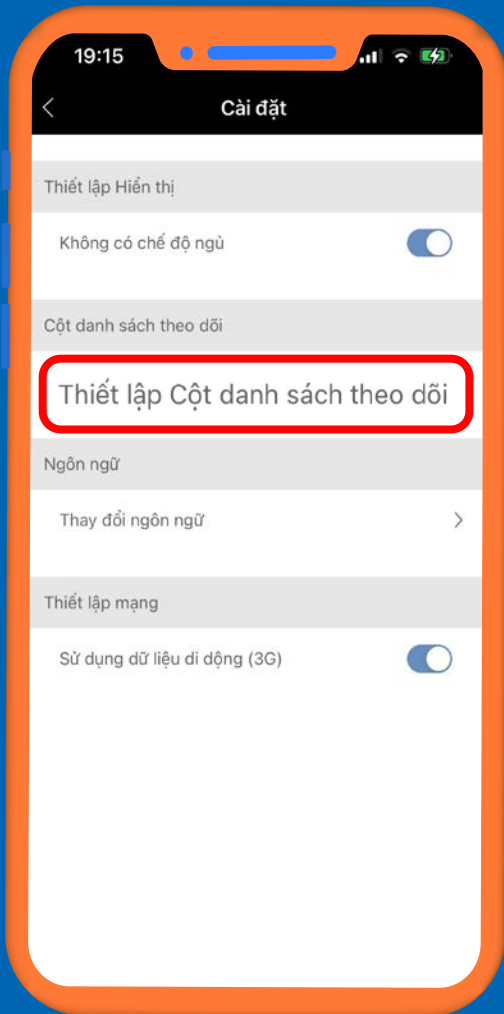 19:15
Cài đặt
Thiết lập Hiển thị
Không có chế độ ngủ
Cột danh sách theo dõi
Thiết lập Cột danh sách theo dõi
Ngôn ngữ
Thay đổi ngôn ngữ
Thiết lập mạng
Sử dụng dữ liệu di dộng (3G)